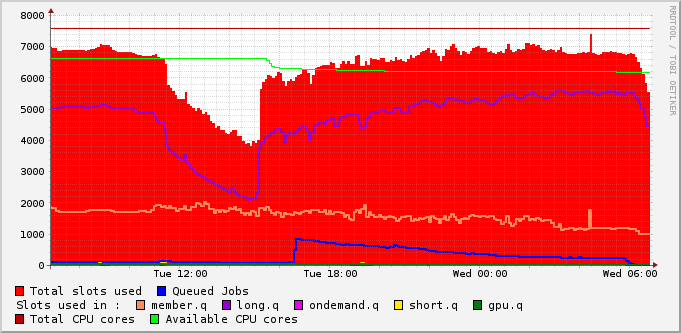 RRDTOOL / TOBI OETIKER
8000
7000
6000
5000
4000
3000
2000
1000
0
Tue 12:00 Tue 18:00 Wed 00:00 Wed 06:00
Total slots used Queued Jobs
Slots used in : member.q long.q ondemand.q short.q gpu.q
Total CPU cores Available CPU cores